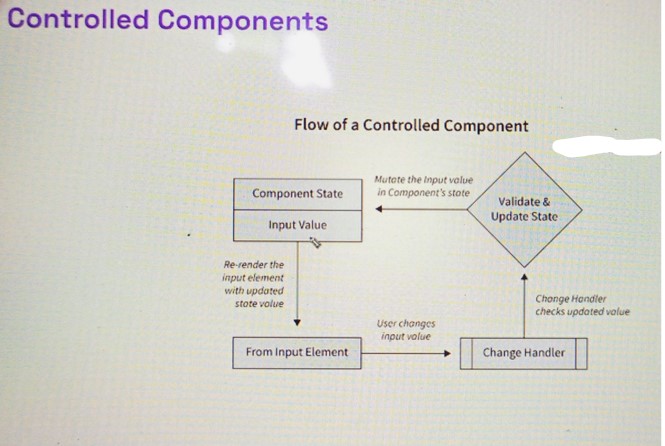 Controlled Components
Flow of a Controlled Component
Mutate the Input value
in Component's state
Component State
Input Value
Validate &
Update State
Re-render the
input element
with updated
state value
Change Handler
checks updated value
User changes
input value
From Input Element
Change Handler